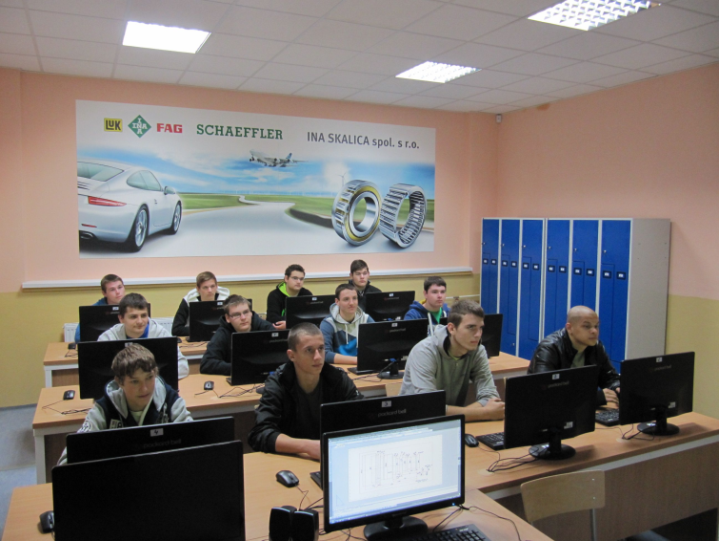 LUK INA FAG SCHAEFFLER INA SKALICA spol. s r.o.